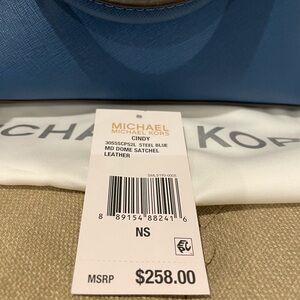 MICHAEL
MICHAEL KORS
CINDY
30S5SCPS2L STEEL BLUE
MD DOME SATCHEL
LEATHER
8 89154 88241 6
NS
MSRP $258.00
CHA KOR